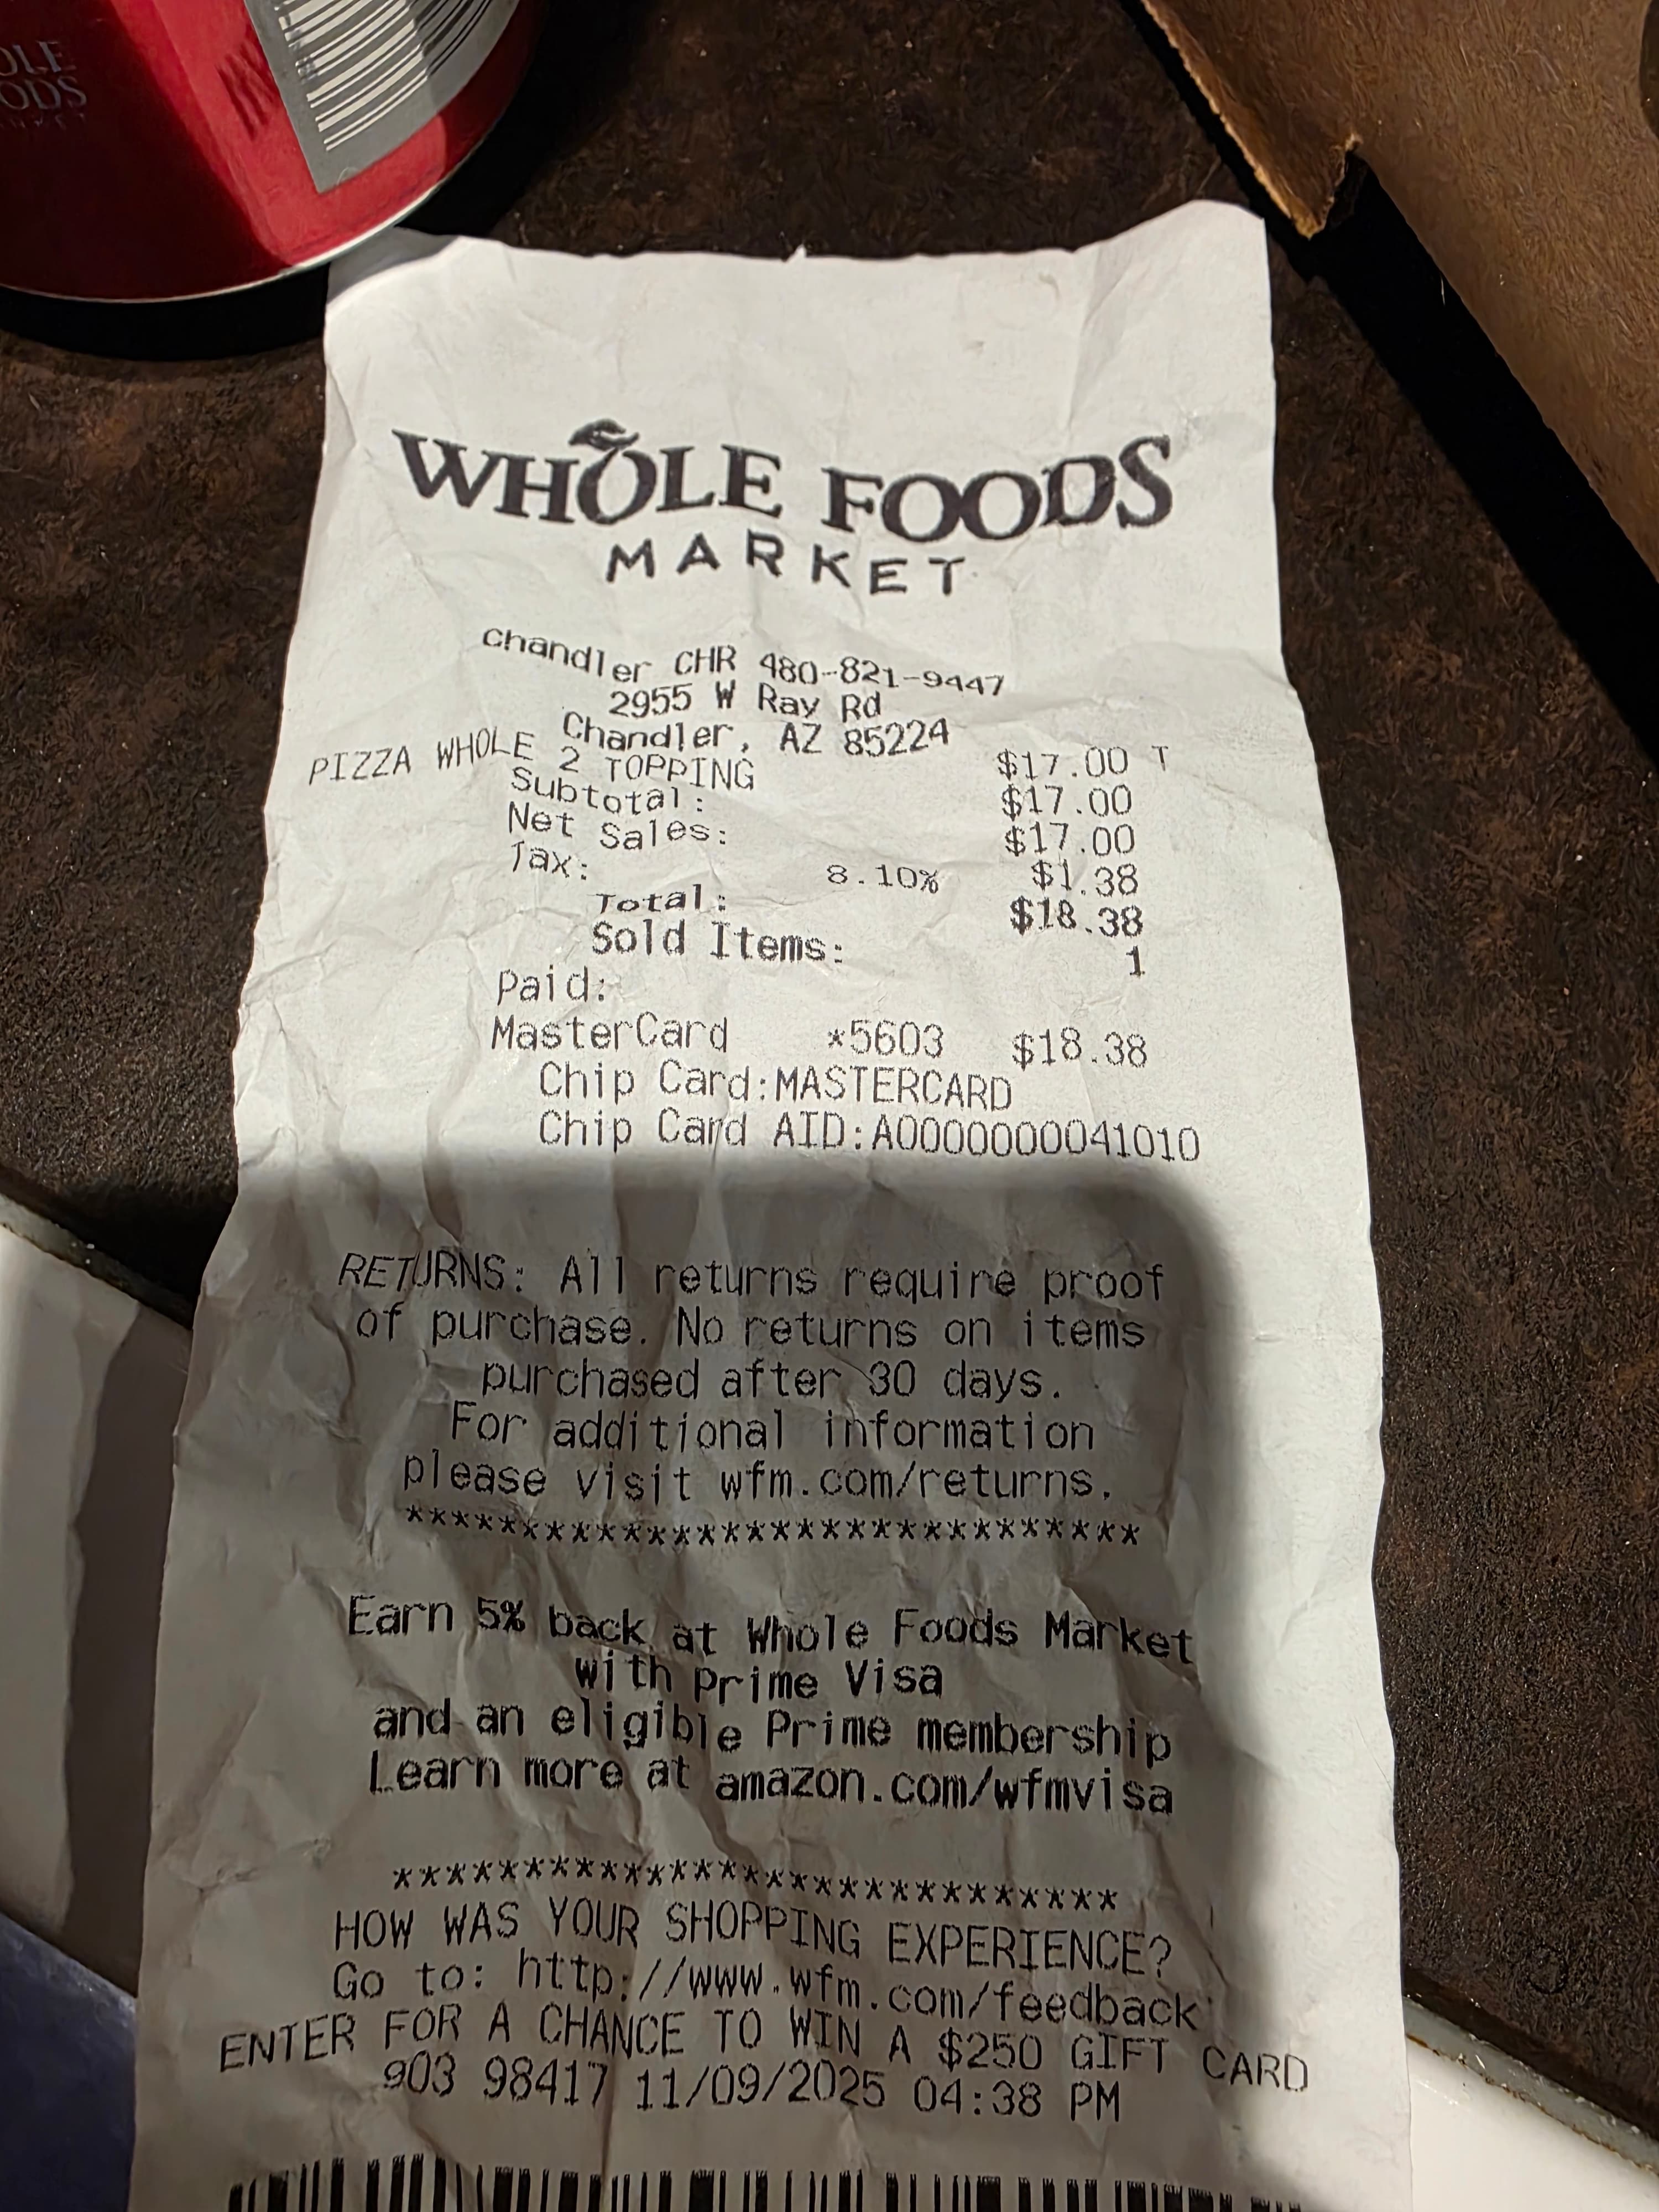 WHOLE FOODS
MARKET
Chandler CHR 480-821-9447
2955 W Ray Rd
Chandler, AZ 85224
PIZZA WHOLE 2 TOPPING $17.00 T
Subtotal: $17.00
Net Sales: $17.00
Tax: 8.10% $1.38
Total: $18.38
Sold Items: 1
Paid:
MasterCard *5603 $18.38
Chip Card:MASTERCARD
Chip Card AID:A0000000041010
RETURNS: All returns require proof
of purchase. No returns on items
purchased after 30 days.
For additional information
please visit wfm.com/returns.
*****************************
Earn 5% back at Whole Foods Market
with Prime Visa
and an eligible Prime membership
Learn more at amazon.com/wfmvisa
****************************
HOW WAS YOUR SHOPPING EXPERIENCE?
Go to: http://www.wfm.com/feedback
ENTER FOR A CHANCE TO WIN A $250 GIFT CARD
903 98417 11/09/2025 04:38 PM